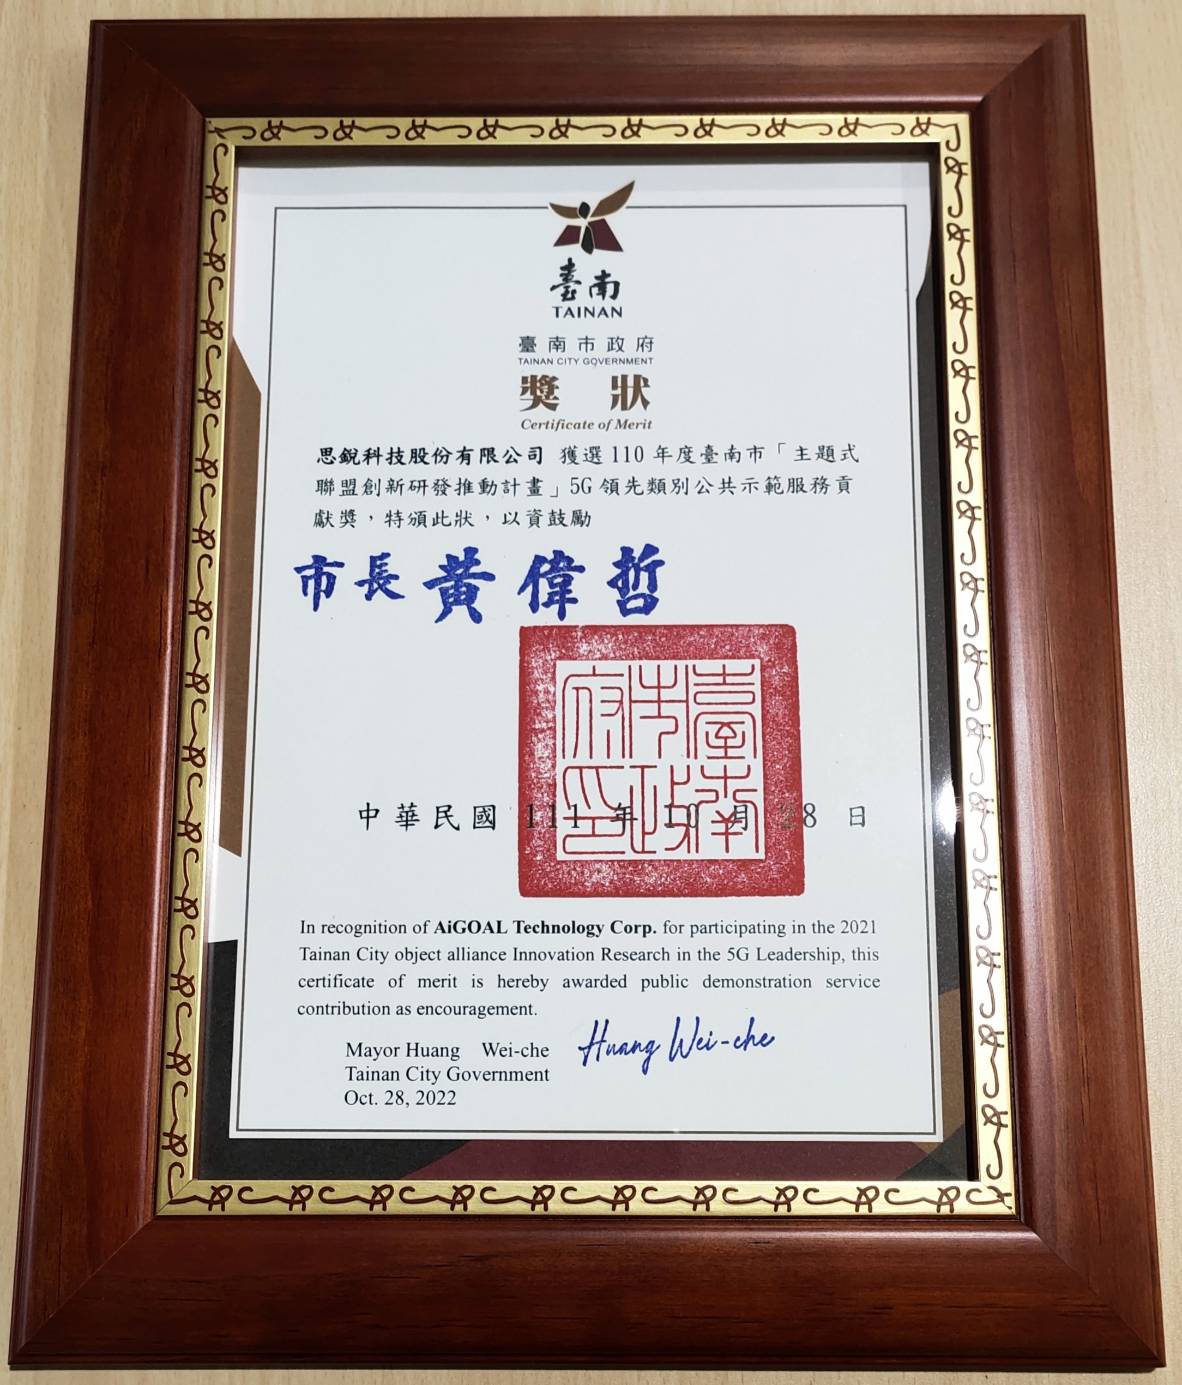 臺南
TAINAN
臺南市政府
TAINAN CITY GOVERNMENT
獎 狀
Certificate of Merit
思銳科技股份有限公司 獲選110年度臺南市「主題式
聯盟創新研發推動計畫」5G領先類別公共示範服務貢
獻獎，特頒此狀，以資鼓勵
市長 黃偉哲
臺南市政府印
中華民國 111 年 10 月 28 日
In recognition of AiGOAL Technology Corp. for participating in the 2021
Tainan City object alliance Innovation Research in the 5G Leadership, this
certificate of merit is hereby awarded public demonstration service
contribution as encouragement.
Mayor Huang Wei-che Huang Wei-che
Tainan City Government
Oct. 28, 2022